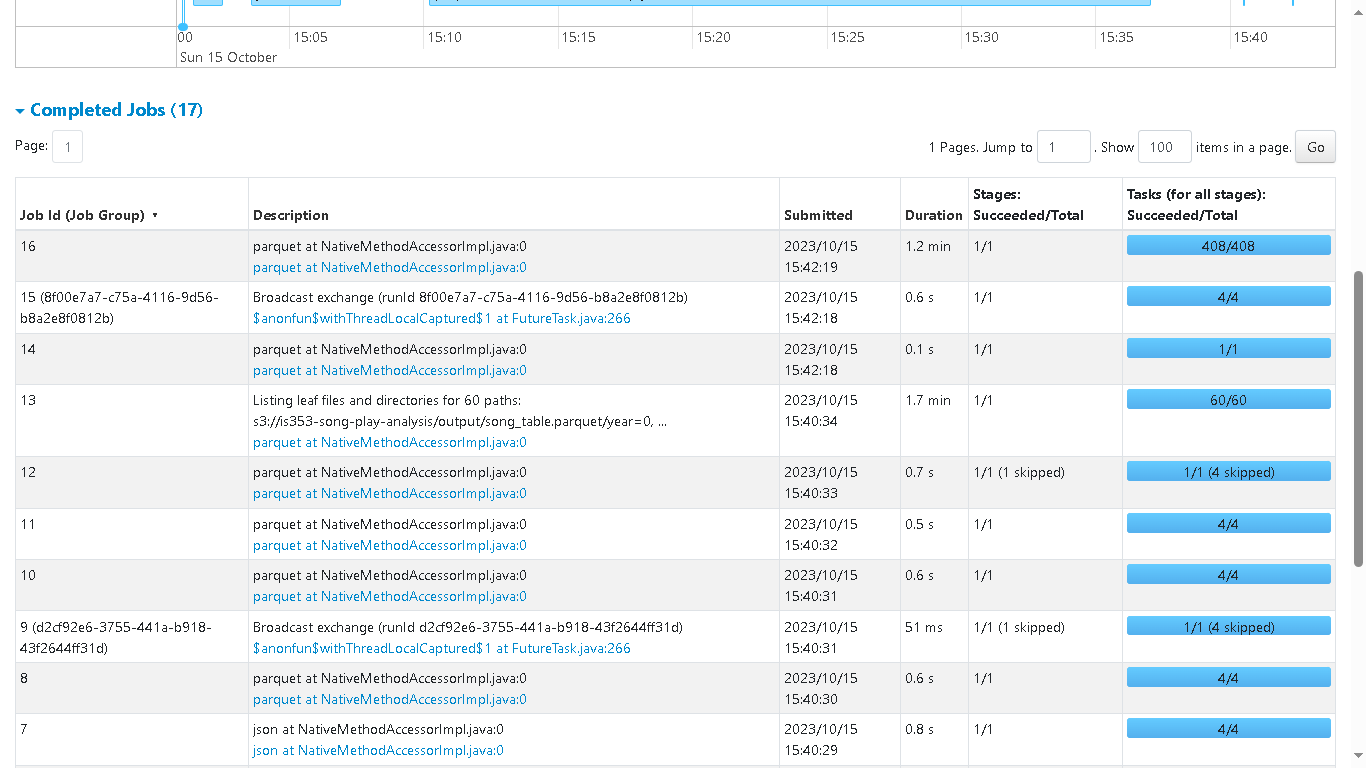 00 15:05 15:10 15:15 15:20 15:25 15:30 15:35 15:40
Sun 15 October
Completed Jobs (17)
Page: 1 1 Pages. Jump to 1 . Show 100 items in a page. Go
Job Id (Job Group) ▾ Description Submitted Duration Stages: Succeeded/Total Tasks (for all stages): Succeeded/Total
16 parquet at NativeMethodAccessorImpl.java:0 2023/10/15 1.2 min 1/1 408/408
parquet at NativeMethodAccessorImpl.java:0 15:42:19
15 (8f00e7a7-c75a-4116-9d56- Broadcast exchange (runId 8f00e7a7-c75a-4116-9d56-b8a2e8f0812b) 2023/10/15 0.6 s 1/1 4/4
b8a2e8f0812b) $anonfun$withThreadLocalCaptured$1 at FutureTask.java:266 15:42:18
14 parquet at NativeMethodAccessorImpl.java:0 2023/10/15 0.1 s 1/1 1/1
parquet at NativeMethodAccessorImpl.java:0 15:42:18
13 Listing leaf files and directories for 60 paths: 2023/10/15 1.7 min 1/1 60/60
s3://is353-song-play-analysis/output/song_table.parquet/year=0, ... 15:40:34
parquet at NativeMethodAccessorImpl.java:0
12 parquet at NativeMethodAccessorImpl.java:0 2023/10/15 0.7 s 1/1 (1 skipped) 1/1 (4 skipped)
parquet at NativeMethodAccessorImpl.java:0 15:40:33
11 parquet at NativeMethodAccessorImpl.java:0 2023/10/15 0.5 s 1/1 4/4
parquet at NativeMethodAccessorImpl.java:0 15:40:32
10 parquet at NativeMethodAccessorImpl.java:0 2023/10/15 0.6 s 1/1 4/4
parquet at NativeMethodAccessorImpl.java:0 15:40:31
9 (d2cf92e6-3755-441a-b918- Broadcast exchange (runId d2cf92e6-3755-441a-b918-43f2644ff31d) 2023/10/15 51 ms 1/1 (1 skipped) 1/1 (4 skipped)
43f2644ff31d) $anonfun$withThreadLocalCaptured$1 at FutureTask.java:266 15:40:31
8 parquet at NativeMethodAccessorImpl.java:0 2023/10/15 0.6 s 1/1 4/4
parquet at NativeMethodAccessorImpl.java:0 15:40:30
7 json at NativeMethodAccessorImpl.java:0 2023/10/15 0.8 s 1/1 4/4
json at NativeMethodAccessorImpl.java:0 15:40:29